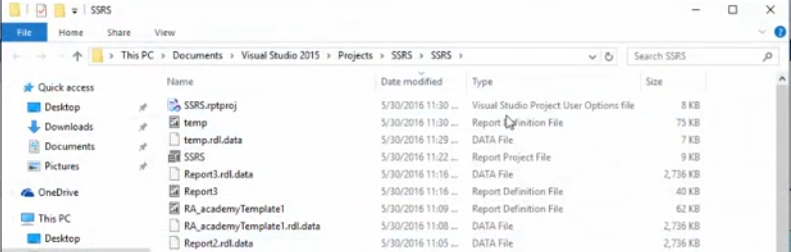 SSRS
File Home Share View
This PC > Documents > Visual Studio 2015 > Projects > SSRS > SSRS > Search SSRS
Name Date modified Type Size
Quick access
Desktop
Downloads
Documents
Pictures
OneDrive
This PC
Desktop
SSRS.rptproj 5/30/2016 11:30 ... Visual Studio Project User Options file 8 KB
temp 5/30/2016 11:30 ... Report Definition File 75 KB
temp.rdl.data 5/30/2016 11:29 ... DATA File 7 KB
SSRS 5/30/2016 11:22 ... Report Project File 9 KB
Report3.rdl.data 5/30/2016 11:16 ... DATA File 2,736 KB
Report3 5/30/2016 11:16 ... Report Definition File 40 KB
RA_academyTemplate1 5/30/2016 11:09 ... Report Definition File 62 KB
RA_academyTemplate1.rdl.data 5/30/2016 11:08 ... DATA File 2,736 KB
Report2.rdl.data 5/30/2016 11:05 ... DATA File 2,736 KB